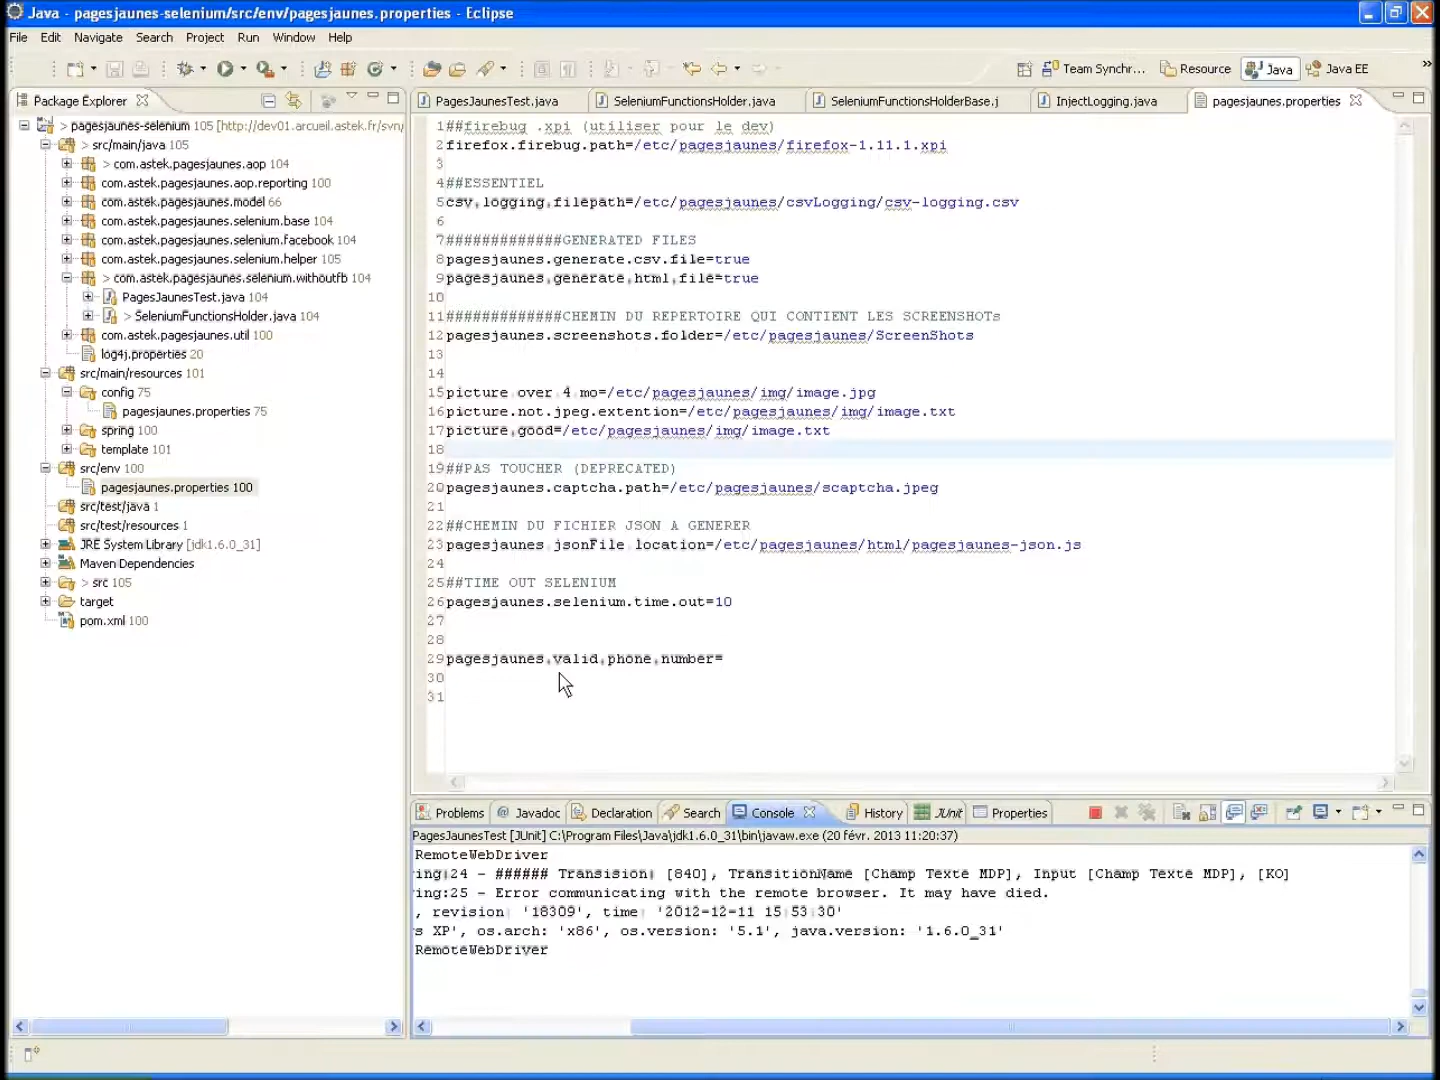 Java - pagesjaunes-selenium/src/env/pagesjaunes.properties - Eclipse
File Edit Navigate Search Project Run Window Help
Team Synchr... Resource Java Java EE
Package Explorer
PagesJaunesTest.java SeleniumFunctionsHolder.java SeleniumFunctionsHolderBase.j InjectLogging.java pagesjaunes.properties
> pagesjaunes-selenium 105 [http://dev01.arcueil.astek.fr/svn/
> src/main/java 105
> com.astek.pagesjaunes.aop 104
com.astek.pagesjaunes.aop.reporting 100
com.astek.pagesjaunes.model 66
com.astek.pagesjaunes.selenium.base 104
com.astek.pagesjaunes.selenium.facebook 104
com.astek.pagesjaunes.selenium.helper 105
> com.astek.pagesjaunes.selenium.withoutfb 104
PagesJaunesTest.java 104
> SeleniumFunctionsHolder.java 104
com.astek.pagesjaunes.util 100
log4j.properties 20
src/main/resources 101
config 75
pagesjaunes.properties 75
spring 100
template 101
src/env 100
pagesjaunes.properties 100
src/test/java 1
src/test/resources 1
JRE System Library [jdk1.6.0_31]
Maven Dependencies
> src 105
target
pom.xml 100
1##firebug .xpi (utiliser pour le dev)
2firefox.firebug.path=/etc/pagesjaunes/firefox-1.11.1.xpi
3
4##ESSENTIEL
5csv.logging.filepath=/etc/pagesjaunes/csvLogging/csv-logging.csv
6
7#############GENERATED FILES
8pagesjaunes.generate.csv.file=true
9pagesjaunes.generate.html.file=true
10
11#############CHEMIN DU REPERTOIRE QUI CONTIENT LES SCREENSHOTs
12pagesjaunes.screenshots.folder=/etc/pagesjaunes/ScreenShots
13
14
15picture.over.4.mo=/etc/pagesjaunes/img/image.jpg
16picture.not.jpeg.extention=/etc/pagesjaunes/img/image.txt
17picture.good=/etc/pagesjaunes/img/image.txt
18
19##PAS TOUCHER (DEPRECATED)
20pagesjaunes.captcha.path=/etc/pagesjaunes/scaptcha.jpeg
21
22##CHEMIN DU FICHIER JSON A GENERER
23pagesjaunes.jsonFile.location=/etc/pagesjaunes/html/pagesjaunes-json.js
24
25##TIME OUT SELENIUM
26pagesjaunes.selenium.time.out=10
27
28
29pagesjaunes.valid.phone.number=
30
31
Problems Javadoc Declaration Search Console History JUnit Properties
PagesJaunesTest [JUnit] C:\Program Files\Java\jdk1.6.0_31\bin\javaw.exe (20 févr. 2013 11:20:37)
RemoteWebDriver
ing:24 - ###### Transision: [840], TransitionName [Champ Texte MDP], Input [Champ Texte MDP], [KO]
ing:25 - Error communicating with the remote browser. It may have died.
, revision: '18309', time: '2012-12-11 15:53:30'
s XP', os.arch: 'x86', os.version: '5.1', java.version: '1.6.0_31'
RemoteWebDriver